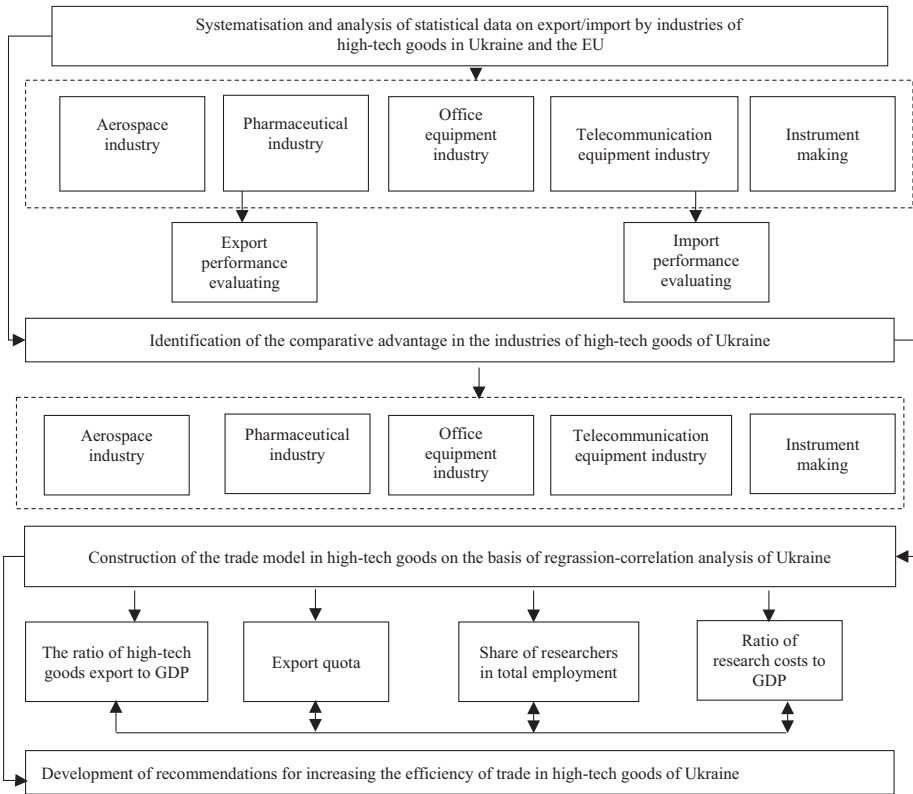 Systematisation and analysis of statistical data on export/import by industries of
high-tech goods in Ukraine and the EU
Aerospace
industry
Pharmaceutical
industry
Office
equipment
industry
Telecommunication
equipment industry
Instrument
making
Export
performance
evaluating
Import
performance
evaluating
Identification of the comparative advantage in the industries of high-tech goods of Ukraine
Aerospace
industry
Pharmaceutical
industry
Office
equipment
industry
Telecommunication
equipment industry
Instrument
making
Construction of the trade model in high-tech goods on the basis of regrassion-correlation analysis of Ukraine
The ratio of high-tech
goods export to GDP
Export quota
Share of researchers
in total employment
Ratio of
research costs to
GDP
Development of recommendations for increasing the efficiency of trade in high-tech goods of Ukraine